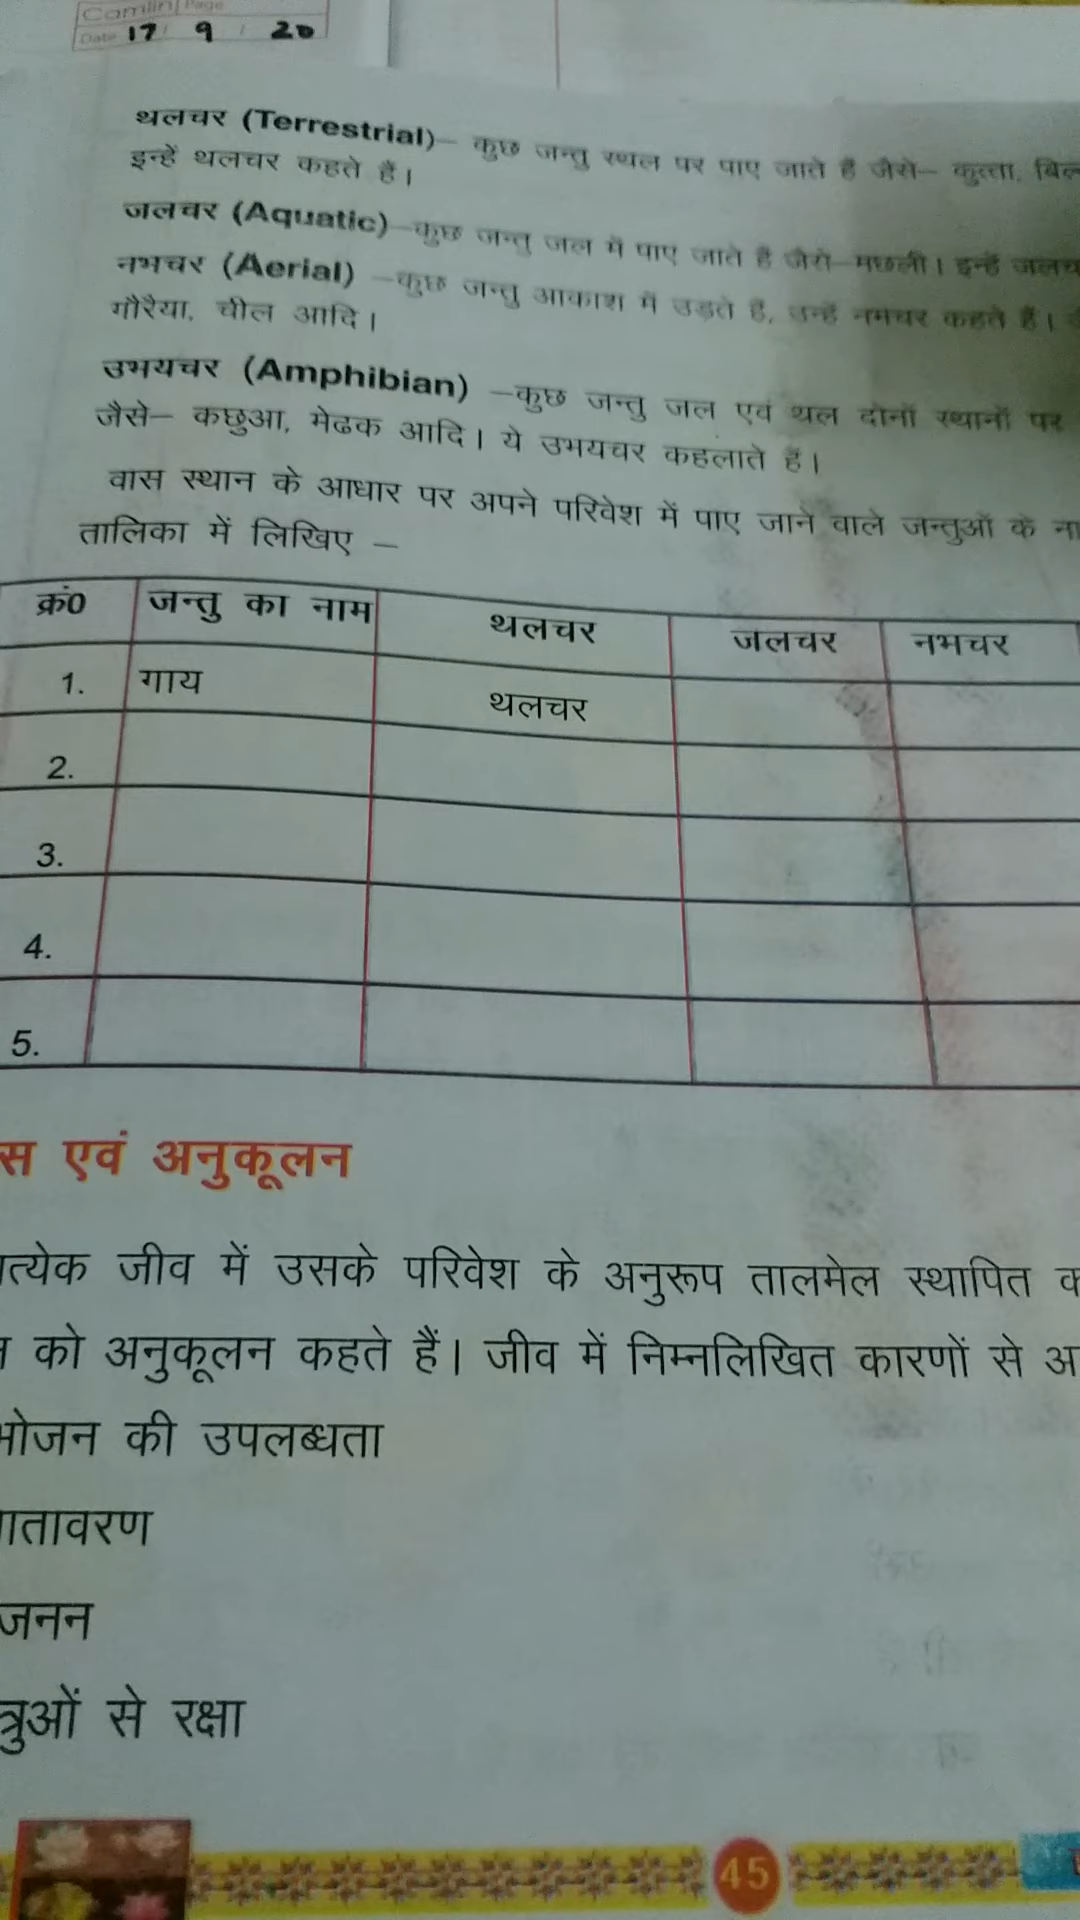 Camlin Page
Date 17 / 9 / 20
थलचर (Terrestrial)– कुछ जन्तु स्थल पर पाए जाते हैं जैसे– कुत्ता,
इन्हें थलचर कहते हैं।
जलचर (Aquatic)–कुछ जन्तु जल में पाए जाते हैं जैसे–मछली। इन्हें
नभचर (Aerial) –कुछ जन्तु आकाश में उड़ते हैं, उन्हें नभचर कहते हैं।
गौरैया, चील आदि।
उभयचर (Amphibian) –कुछ जन्तु जल एवं थल दोनों स्थानों पर
जैसे– कछुआ, मेढक आदि। ये उभयचर कहलाते हैं।
वास स्थान के आधार पर अपने परिवेश में पाए जाने वाले जन्तुओं के ना
तालिका में लिखिए –
क्रं0 जन्तु का नाम थलचर जलचर नभचर
1. गाय थलचर
2.
3.
4.
5.
स एवं अनुकूलन
त्येक जीव में उसके परिवेश के अनुरूप तालमेल स्थापित क
को अनुकूलन कहते हैं। जीव में निम्नलिखित कारणों से अ
भोजन की उपलब्धता
ातावरण
जनन
त्रुओं से रक्षा
45